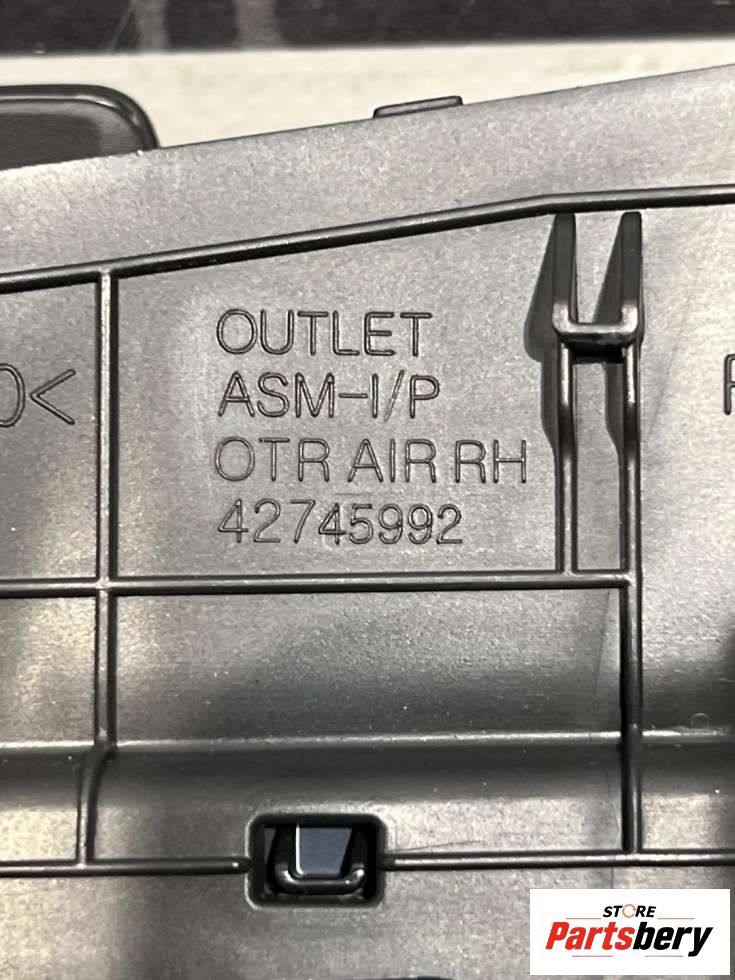 OUTLET
ASM-I/P
OTR AIR RH
42745992
O<
STORE
Partsbery